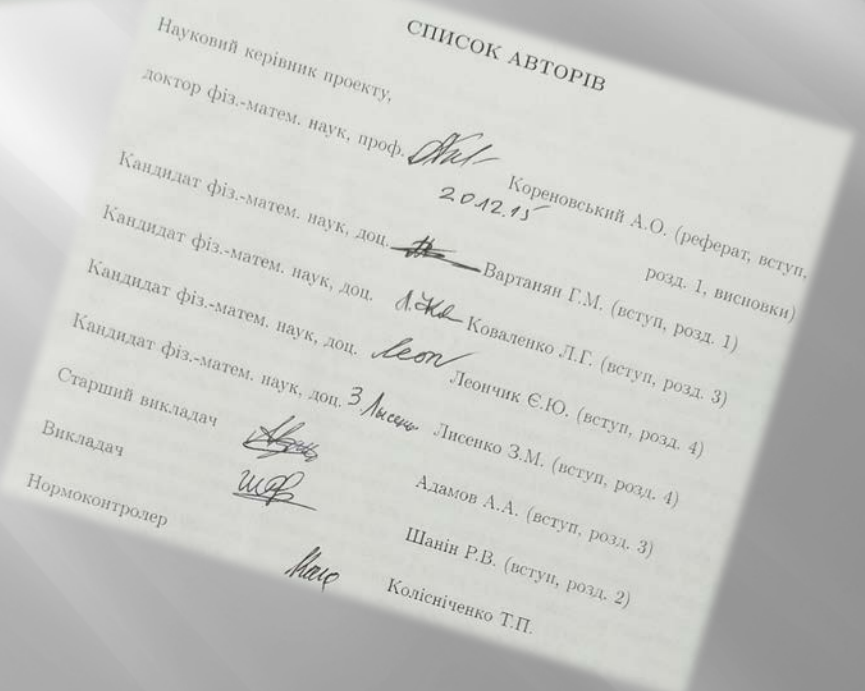 СПИСОК АВТОРІВ
Науковий керівник проекту,
доктор фіз.-матем. наук, проф. Кореновський А.О. (реферат, вступ,
20.12.15
розд. 1, висновки)
Кандидат фіз.-матем. наук, доц. Вартанян Г.М. (вступ, розд. 1)
Кандидат фіз.-матем. наук, доц. Коваленко Л.Г. (вступ, розд. 3)
Кандидат фіз.-матем. наук, доц. Леончик Є.Ю. (вступ, розд. 4)
Кандидат фіз.-матем. наук, доц. Лисенко З.М. (вступ, розд. 4)
Старший викладач Адамов А.А. (вступ, розд. 3)
Викладач Шанін Р.В. (вступ, розд. 2)
Нормоконтролер Колісніченко Т.П.